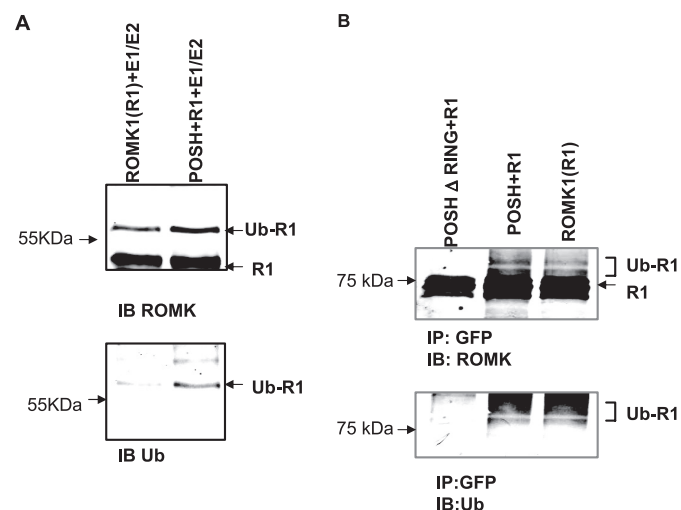 A
ROMK1(R1)+E1/E2
POSH+R1+E1/E2
55KDa
Ub-R1
R1
IB ROMK
55KDa
Ub-R1
IB Ub
B
POSH Δ RING+R1
POSH+R1
ROMK1(R1)
75 kDa
Ub-R1
R1
IP: GFP
IB: ROMK
75 kDa
Ub-R1
IP:GFP
IB:Ub